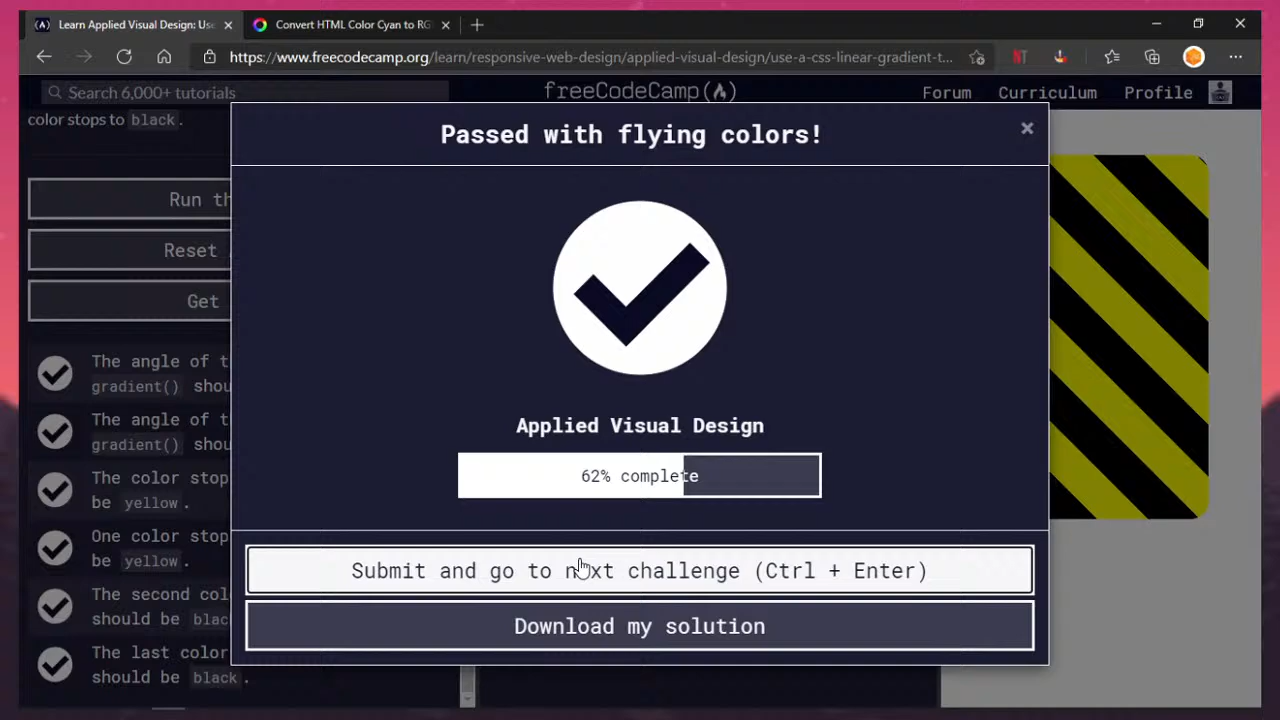 Learn Applied Visual Design: Us
Convert HTML Color Cyan to RG
https://www.freecodecamp.org/learn/responsive-web-design/applied-visual-design/use-a-css-linear-gradient-t...
Search 6,000+ tutorials
freeCodeCamp
Forum
Curriculum
Profile
color stops to black.
Run th
Reset
Get
The angle of t
gradient() shou
The angle of t
gradient() shou
The color stop
be yellow.
One color stop
be yellow.
The second col
should be blac
The last color
should be black.
Passed with flying colors!
Applied Visual Design
62% complete
Submit and go to next challenge (Ctrl + Enter)
Download my solution